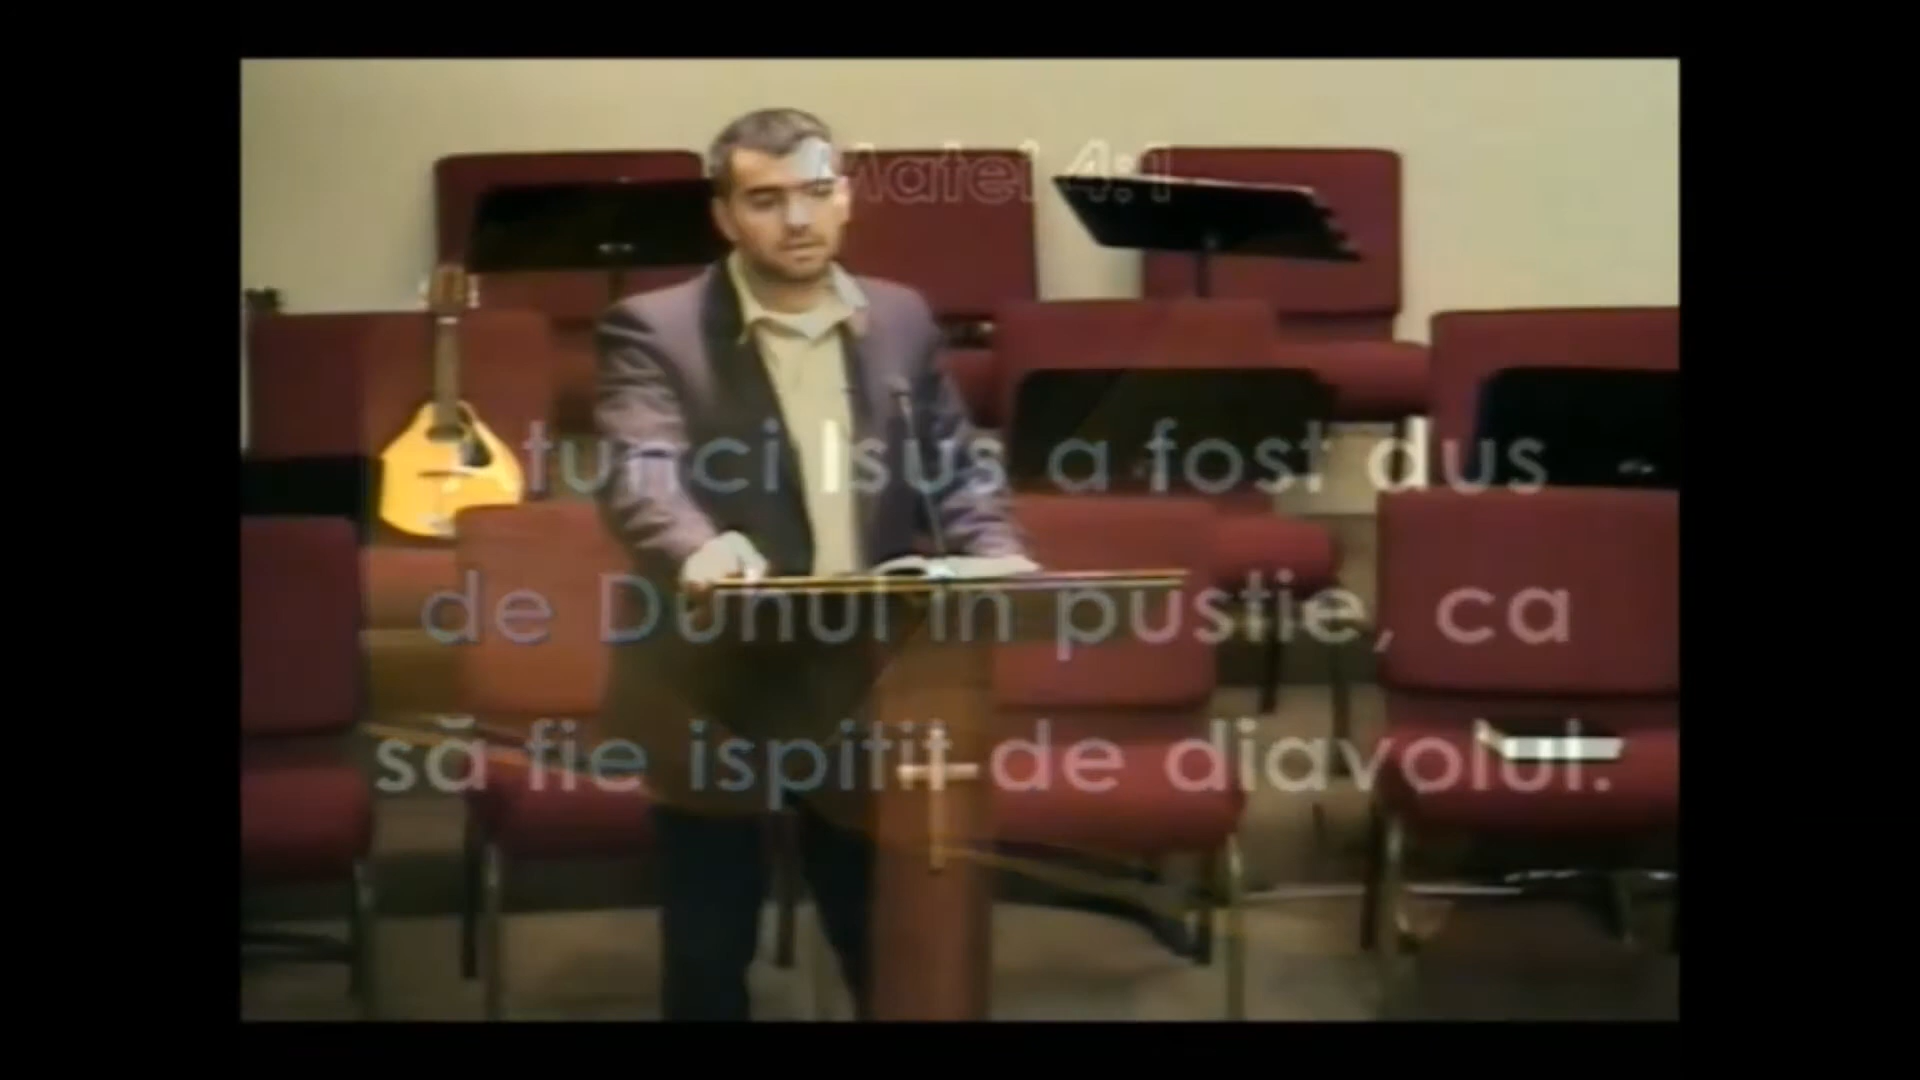 Matei 4:1
Atunci Isus a fost dus
de Duhul în pustie, ca
să fie ispitit de diavolul.